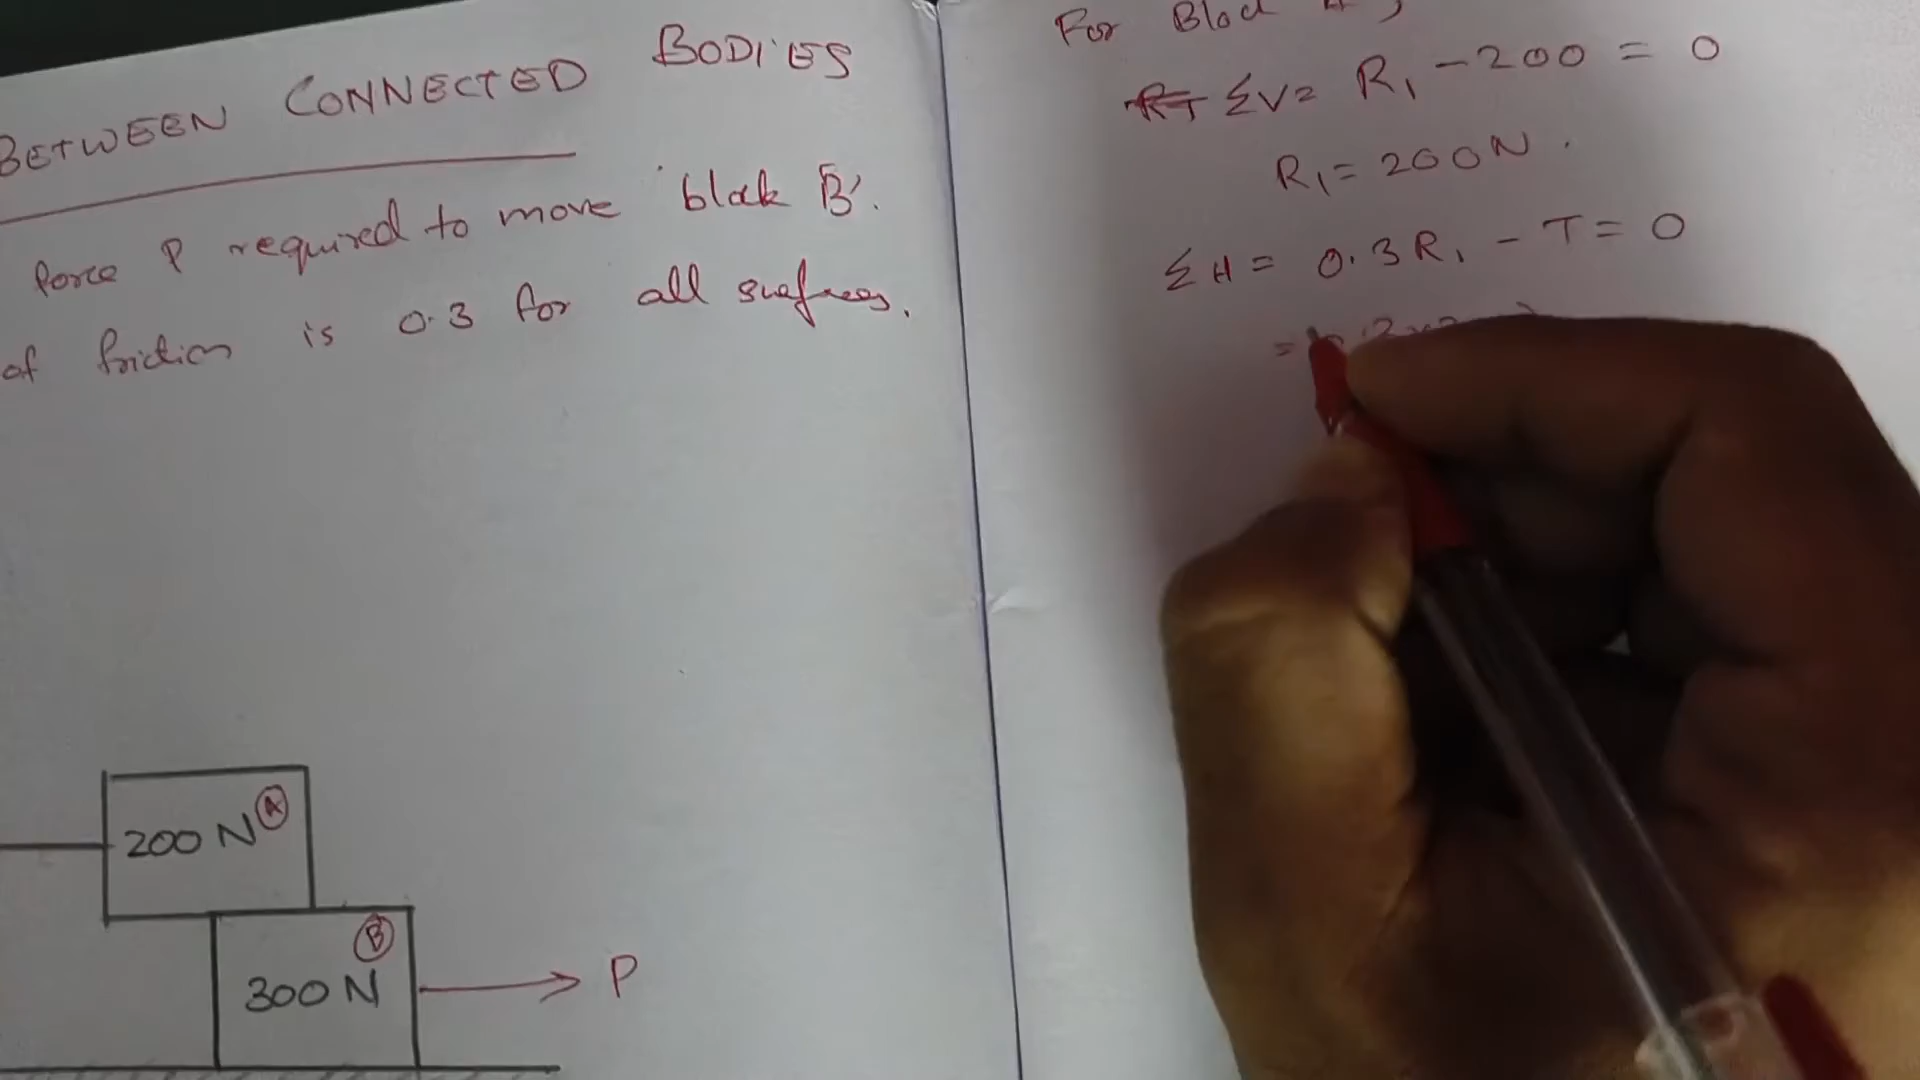 BETWEEN CONNECTED BODIES
force P required to move block B'.
of friction is 0.3 for all surfaces.
200 N A
300 N B
P
For Block
ΣV= R₁ - 200 = 0
R₁ = 200 N.
ΣH = 0.3 R₁ - T = 0
=